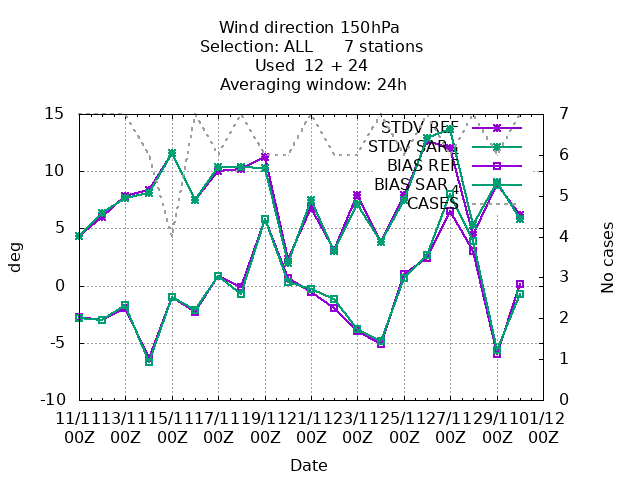 Wind direction 150hPa
Selection: ALL 7 stations
Used 12 + 24
Averaging window: 24h
15 7
STDV REF
STDV SAR_4
10 6
BIAS REF
BIAS SAR_4
5
CASES
5 4
0 3
-5 2
1
-10 0
deg
No cases
11/11 13/11 15/11 17/11 19/11 21/11 23/11 25/11 27/11 29/11 01/12
00Z 00Z 00Z 00Z 00Z 00Z 00Z 00Z 00Z 00Z 00Z
Date